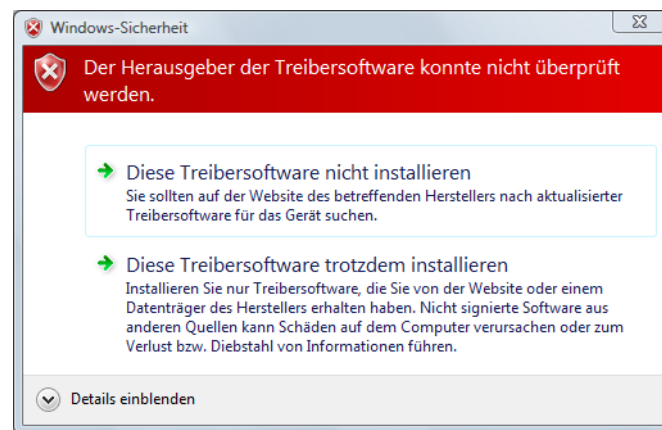 Windows-Sicherheit
Der Herausgeber der Treibersoftware konnte nicht überprüft
werden.
Diese Treibersoftware nicht installieren
Sie sollten auf der Website des betreffenden Herstellers nach aktualisierter
Treibersoftware für das Gerät suchen.
Diese Treibersoftware trotzdem installieren
Installieren Sie nur Treibersoftware, die Sie von der Website oder einem
Datenträger des Herstellers erhalten haben. Nicht signierte Software aus
anderen Quellen kann Schäden auf dem Computer verursachen oder zum
Verlust bzw. Diebstahl von Informationen führen.
Details einblenden